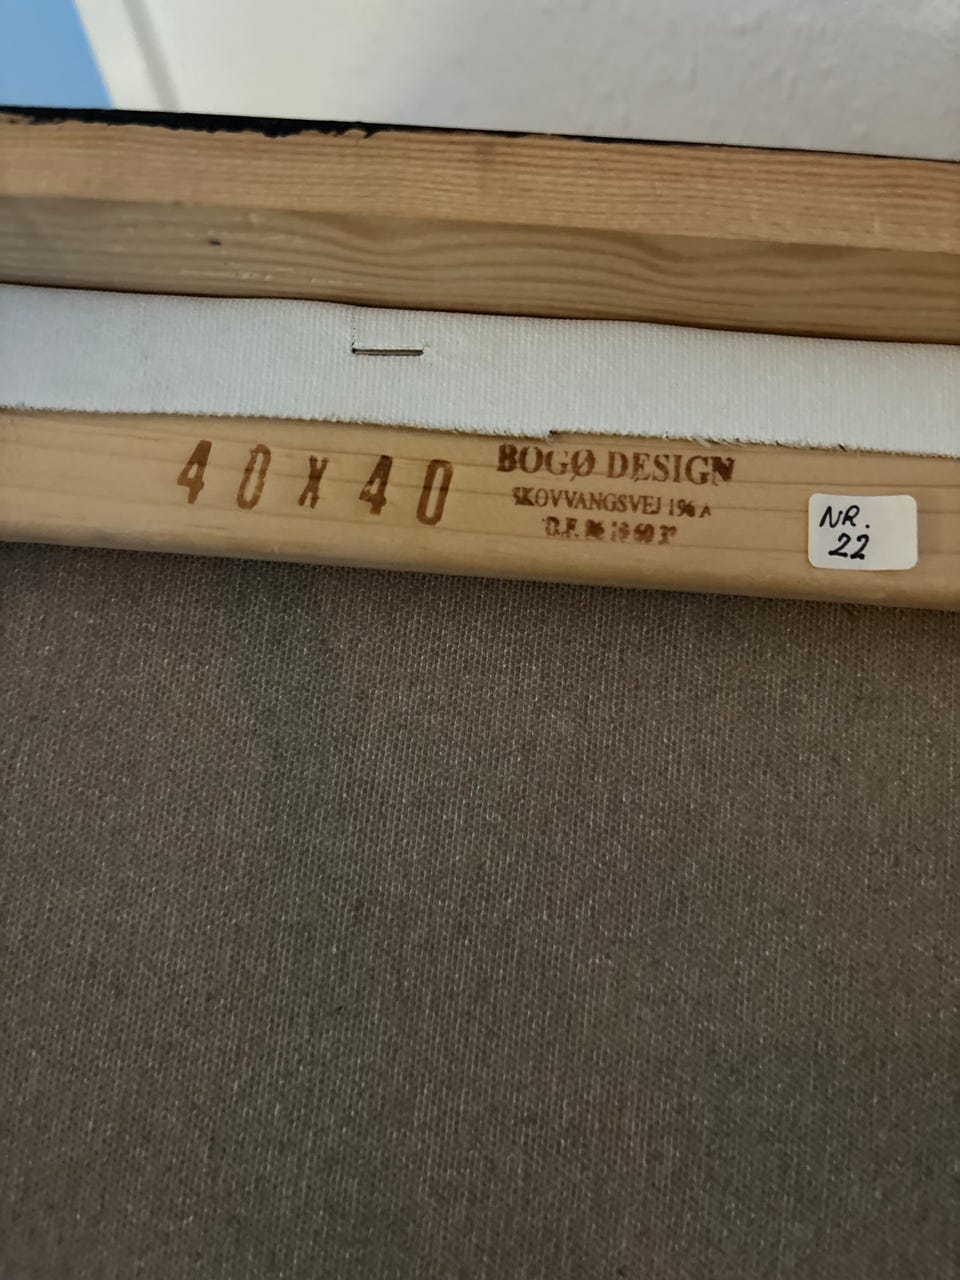 40 X 40
BOGØ DESIGN
SKOVVANGSVEJ 196 A
NR.
22